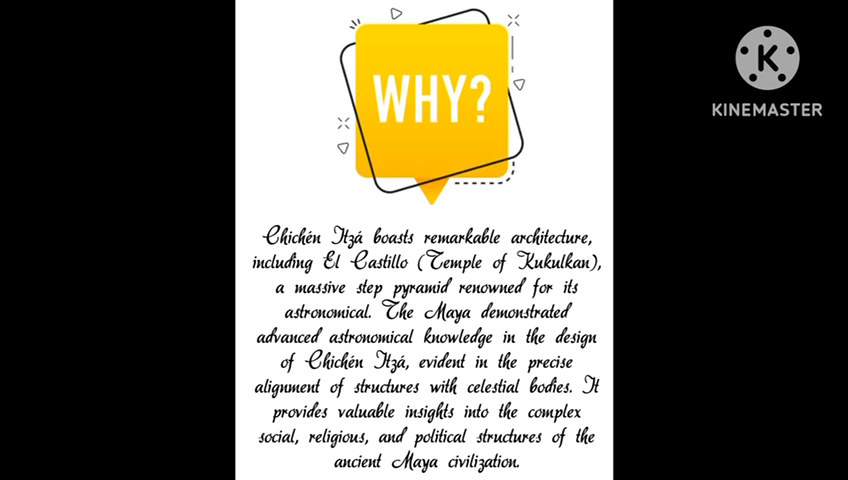 WHY?
KINEMASTER
Chichén Itzá boasts remarkable architecture,
including El Castillo (Temple of Kukulkan),
a massive step pyramid renowned for its
astronomical. The Maya demonstrated
advanced astronomical knowledge in the design
of Chichén Itzá, evident in the precise
alignment of structures with celestial bodies. It
provides valuable insights into the complex
social, religious, and political structures of the
ancient Maya civilization.